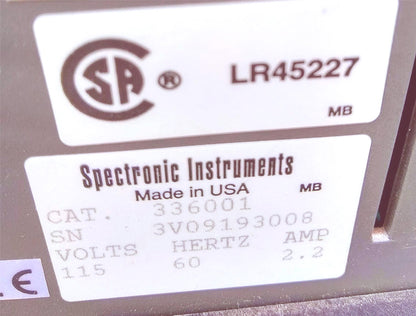 CSA ® LR45227
MB
Spectronic Instruments
Made in USA MB
CAT. 336001
SN 3V09193008
VOLTS HERTZ AMP
115 60 2.2
CE